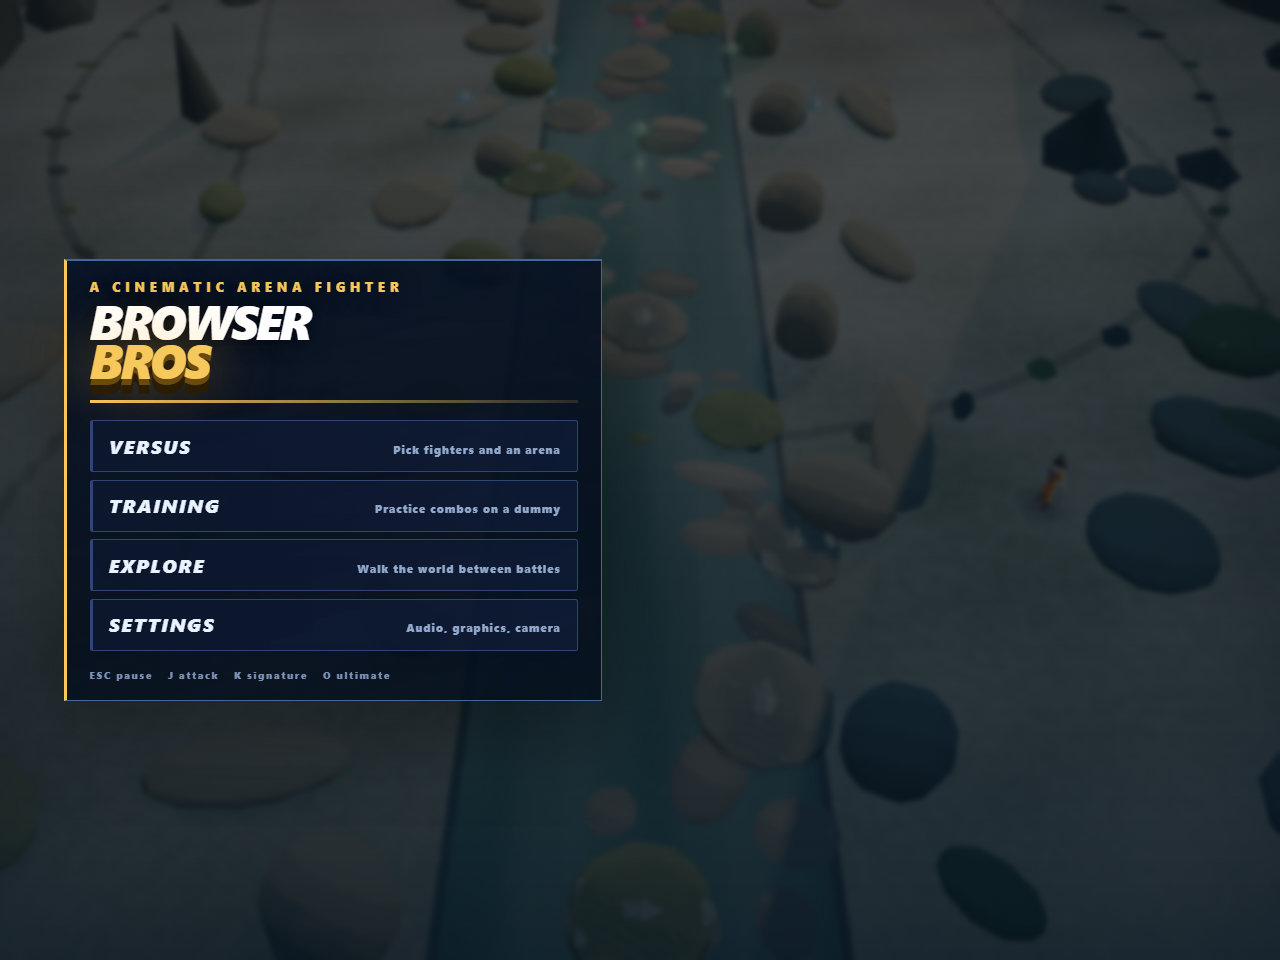 A CINEMATIC ARENA FIGHTER
BROWSER
BROS
VERSUS Pick fighters and an arena
TRAINING Practice combos on a dummy
EXPLORE Walk the world between battles
SETTINGS Audio, graphics, camera
ESC pause J attack K signature O ultimate